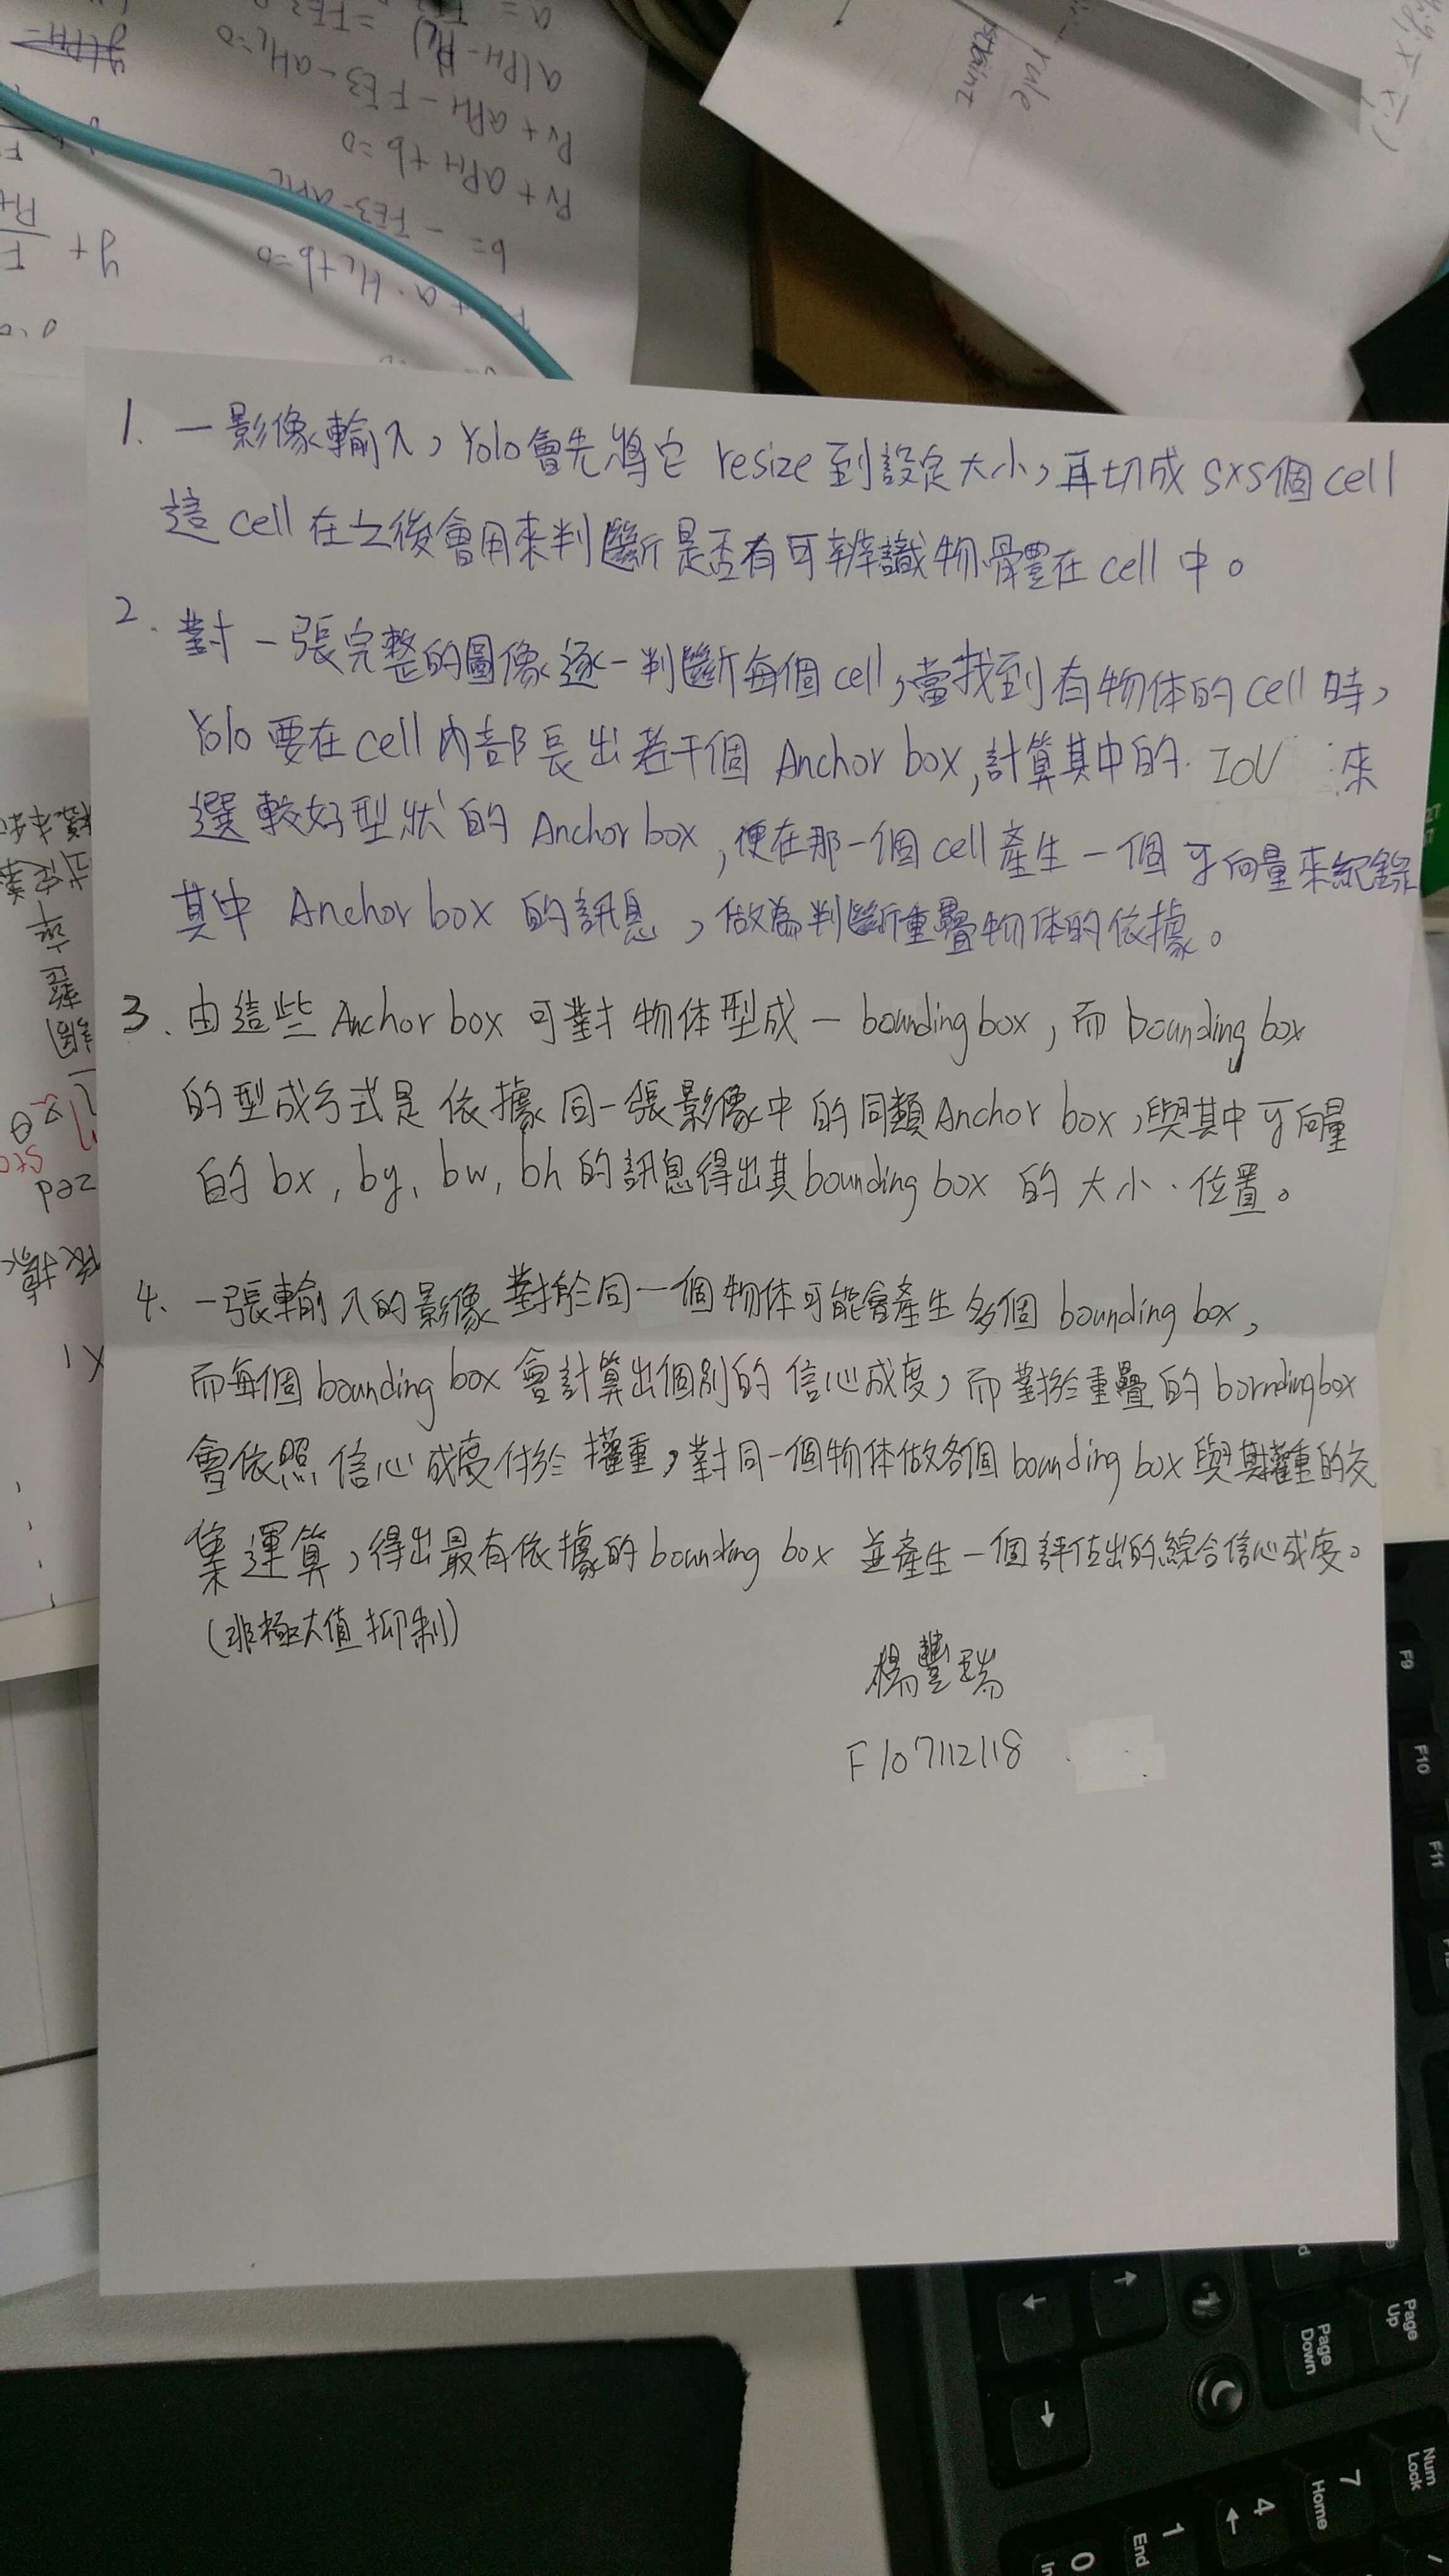 1. 一影像輸入，Yolo會先將它 resize 到設定大小，再切成 SxS個 cell
這 cell 在之後會用來判斷是否有可辨識物體在 cell 中。
2. 對一張完整的圖像逐一判斷每個 cell，當找到有物体的 cell 時，
Yolo 要在 cell 內部長出若干個 Anchor box，計算其中的 IoU 來
選較好型狀的 Anchor box，便在那一個 cell 產生一個 ŷ向量來紀錄
其中 Anchor box 的訊息，做為判斷重疊物体的依據。
3. 由這些 Anchor box 可對物体型成一 bounding box，而 bounding box
的型成方式是依據同一張影像中的同類 Anchor box，與其中 ŷ向量
的 bx, by, bw, bh 的訊息得出其 bounding box 的大小、位置。
4. 一張輸入的影像對於同一個物体可能會產生多個 bounding box，
而每個 bounding box 會計算出個別的信心成度，而對於重疊的 bornding box
會依照信心成度付於權重，對同一個物体做各個 bounding box 與其權重的交
集運算，得出最有依據的 bounding box 並產生一個評估出的綜合信心成度。
(非極大值抑制)
楊豐瑞
F107112118
rule
Pv + aPH + b = 0
F9
F10
F11
Page Up
Page Down
Num Lock
7 Home
4
1 End
0